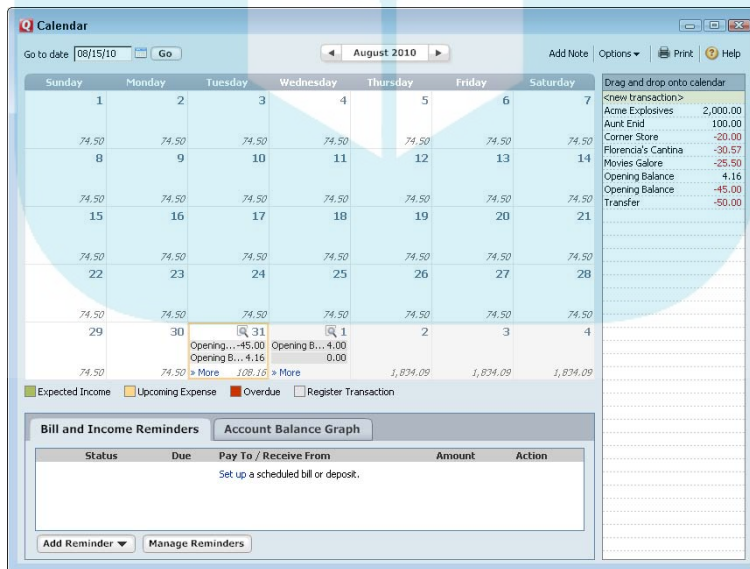 Calendar
Go to date 08/15/10 Go August 2010 Add Note Options Print Help
Sunday Monday Tuesday Wednesday Thursday Friday Saturday
1 2 3 4 5 6 7
74.50 74.50 74.50 74.50 74.50 74.50 74.50
8 9 10 11 12 13 14
74.50 74.50 74.50 74.50 74.50 74.50 74.50
15 16 17 18 19 20 21
74.50 74.50 74.50 74.50 74.50 74.50 74.50
22 23 24 25 26 27 28
74.50 74.50 74.50 74.50 74.50 74.50 74.50
29 30 31 1 2 3 4
Opening...-45.00 Opening B... 4.00
Opening B... 4.16 0.00
74.50 74.50 » More 108.16 » More 1,834.09 1,834.09 1,834.09
Expected Income Upcoming Expense Overdue Register Transaction
Drag and drop onto calendar
<new transaction>
Acme Explosives 2,000.00
Aunt Enid 100.00
Corner Store -20.00
Florencia's Cantina -30.57
Movies Galore -25.50
Opening Balance 4.16
Opening Balance -45.00
Transfer -50.00
Bill and Income Reminders Account Balance Graph
Status Due Pay To / Receive From Amount Action
Set up a scheduled bill or deposit.
Add Reminder Manage Reminders